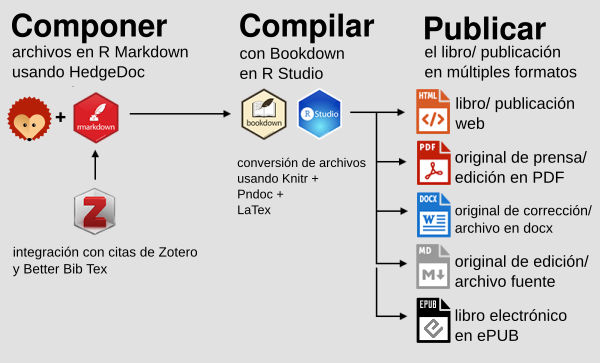 Componer
archivos en R Markdown
usando HedgeDoc
+
rmarkdown
Z
integración con citas de Zotero
y Better Bib Tex
Compilar
con Bookdown
en R Studio
bookdown
R Studio
conversión de archivos
usando Knitr +
Pndoc +
LaTex
Publicar
el libro/ publicación
en múltiples formatos
HTML
</>
libro/ publicación
web
PDF
original de prensa/
edición en PDF
DOCX
W
original de corrección/
archivo en docx
MD
M
original de edición/
archivo fuente
EPUB
libro electrónico
en ePUB